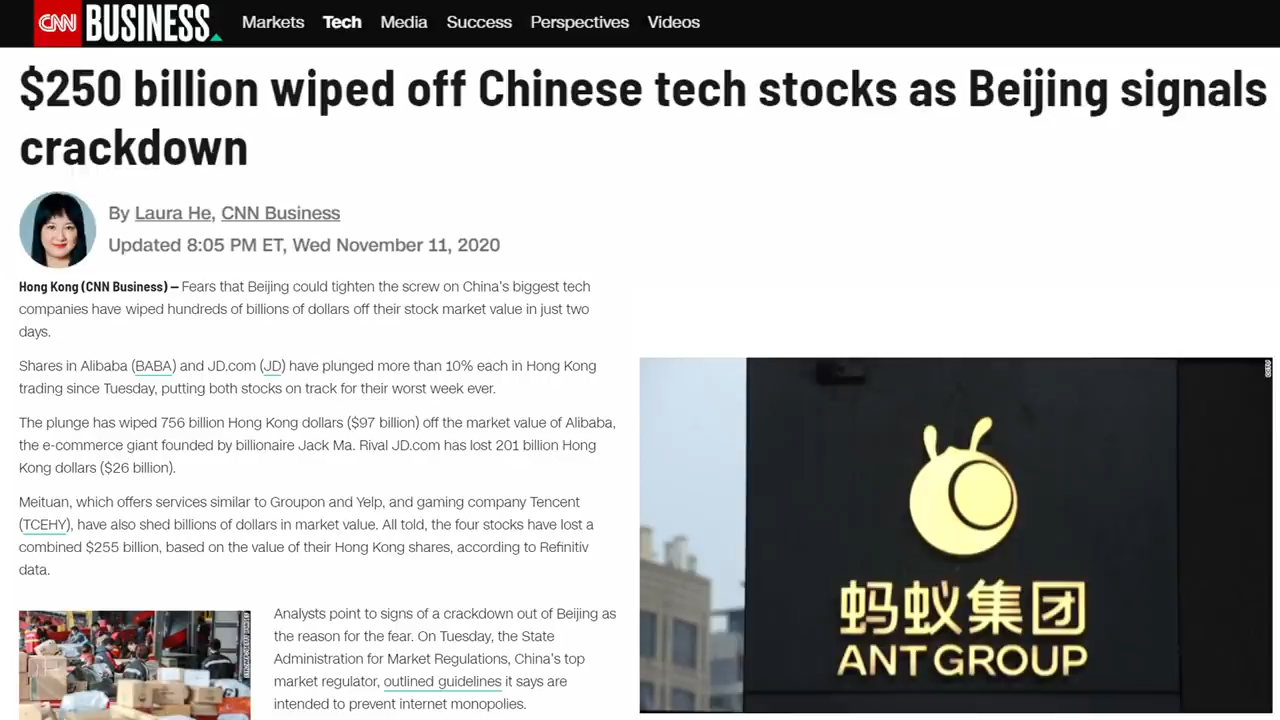 CNN BUSINESS Markets Tech Media Success Perspectives Videos
$250 billion wiped off Chinese tech stocks as Beijing signals
crackdown
By Laura He, CNN Business
Updated 8:05 PM ET, Wed November 11, 2020
Hong Kong (CNN Business) — Fears that Beijing could tighten the screw on China's biggest tech
companies have wiped hundreds of billions of dollars off their stock market value in just two
days.
Shares in Alibaba (BABA) and JD.com (JD) have plunged more than 10% each in Hong Kong
trading since Tuesday, putting both stocks on track for their worst week ever.
The plunge has wiped 756 billion Hong Kong dollars ($97 billion) off the market value of Alibaba,
the e-commerce giant founded by billionaire Jack Ma. Rival JD.com has lost 201 billion Hong
Kong dollars ($26 billion).
Meituan, which offers services similar to Groupon and Yelp, and gaming company Tencent
(TCEHY), have also shed billions of dollars in market value. All told, the four stocks have lost a
combined $255 billion, based on the value of their Hong Kong shares, according to Refinitiv
data.
Analysts point to signs of a crackdown out of Beijing as
the reason for the fear. On Tuesday, the State
Administration for Market Regulations, China's top
market regulator, outlined guidelines it says are
intended to prevent internet monopolies.
蚂蚁集团
ANT GROUP